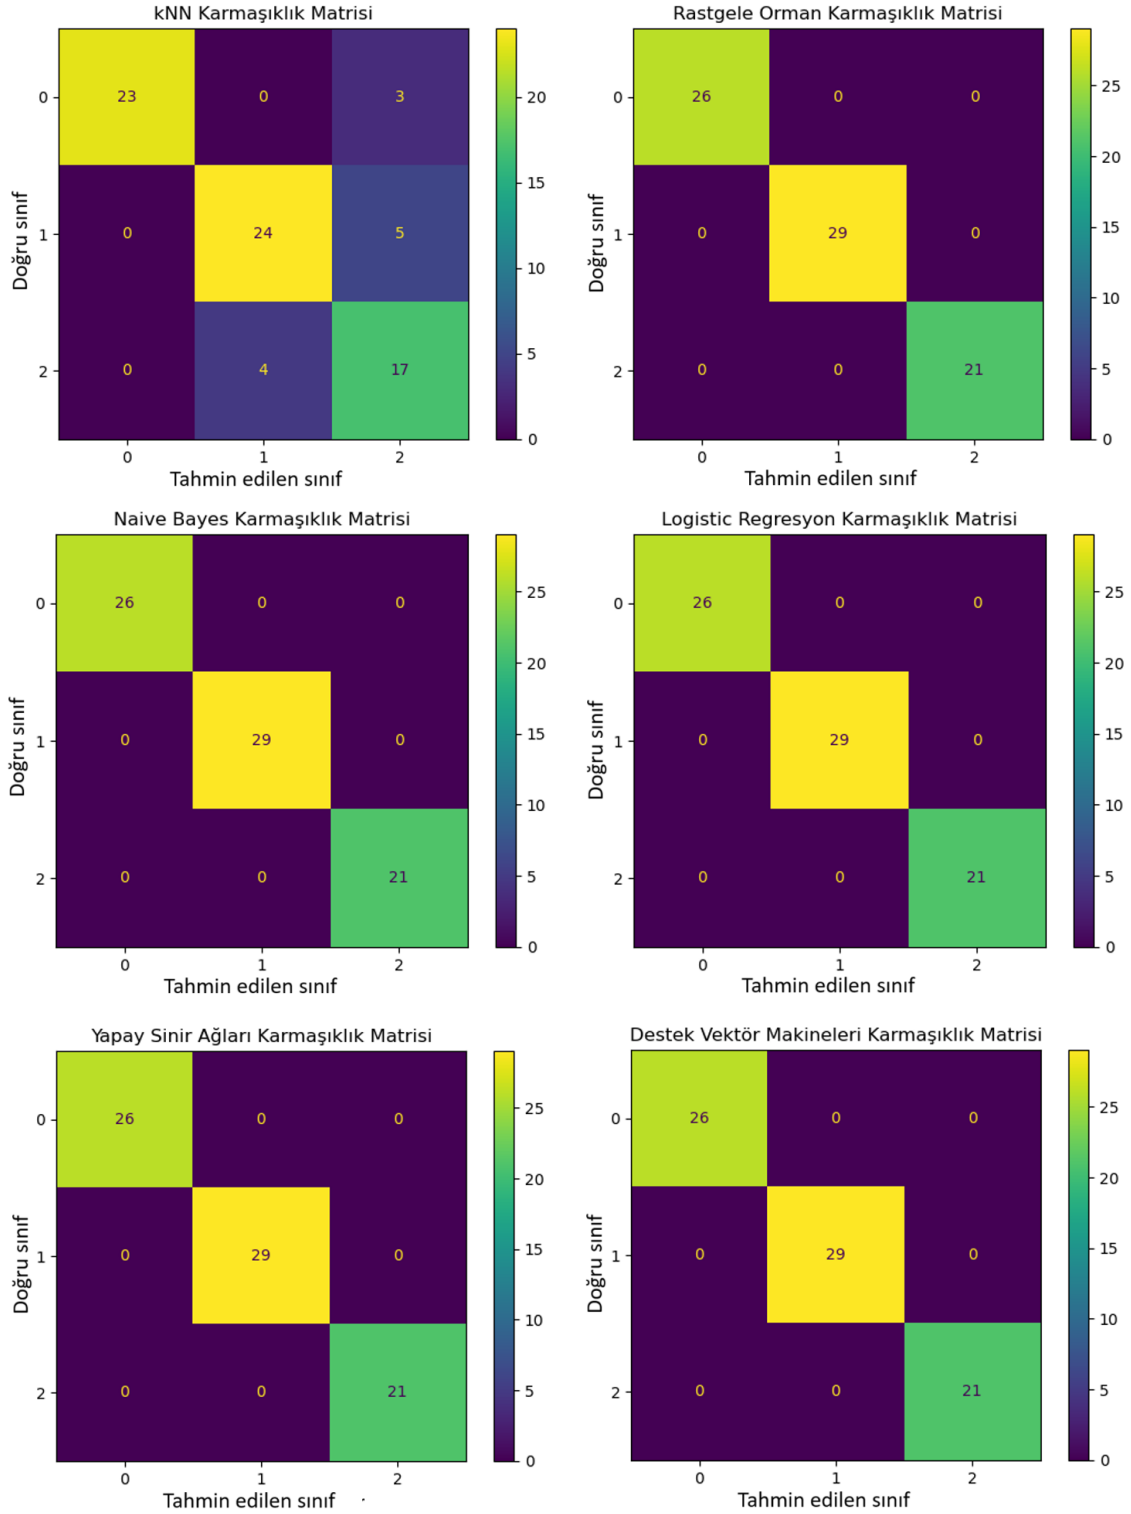 kNN Karmaşıklık Matrisi
0 23 0 3
1 0 24 5
2 0 4 17
0 1 2
Doğru sınıf
Tahmin edilen sınıf
20
15
10
5
0
Rastgele Orman Karmaşıklık Matrisi
0 26 0 0
1 0 29 0
2 0 0 21
0 1 2
Doğru sınıf
Tahmin edilen sınıf
25
20
15
10
5
0
Naive Bayes Karmaşıklık Matrisi
0 26 0 0
1 0 29 0
2 0 0 21
0 1 2
Doğru sınıf
Tahmin edilen sınıf
25
20
15
10
5
0
Logistic Regresyon Karmaşıklık Matrisi
0 26 0 0
1 0 29 0
2 0 0 21
0 1 2
Doğru sınıf
Tahmin edilen sınıf
25
20
15
10
5
0
Yapay Sinir Ağları Karmaşıklık Matrisi
0 26 0 0
1 0 29 0
2 0 0 21
0 1 2
Doğru sınıf
Tahmin edilen sınıf
25
20
15
10
5
0
Destek Vektör Makineleri Karmaşıklık Matrisi
0 26 0 0
1 0 29 0
2 0 0 21
0 1 2
Doğru sınıf
Tahmin edilen sınıf
25
20
15
10
5
0